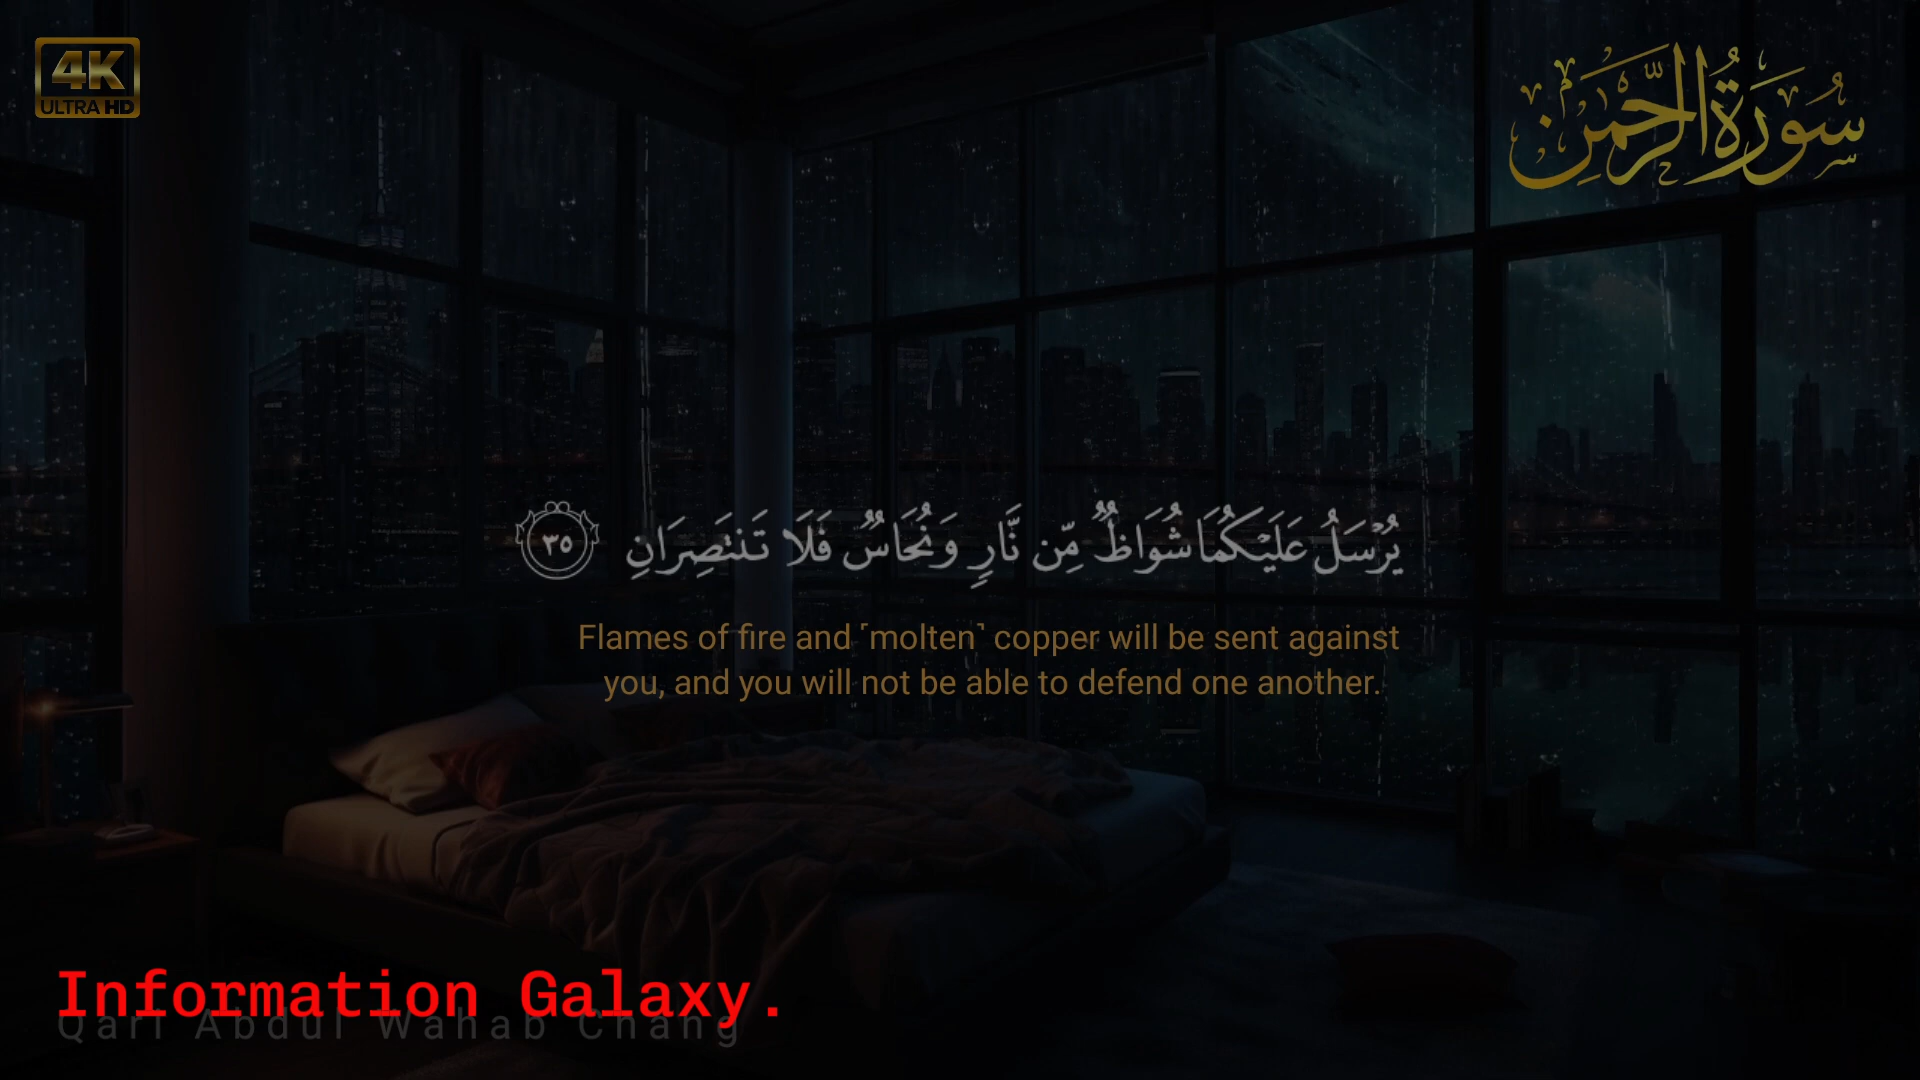 4K
ULTRA HD
سُورَةُ الرَّحْمَٰن
يُرْسَلُ عَلَيْكُمَا شُوَاظٌ مِّن نَّارٍ وَنُحَاسٌ فَلَا تَنتَصِرَانِ ٣٥
Flames of fire and ˹molten˺ copper will be sent against
you, and you will not be able to defend one another.
Information Galaxy.
Qari Abdul Wahab Chang